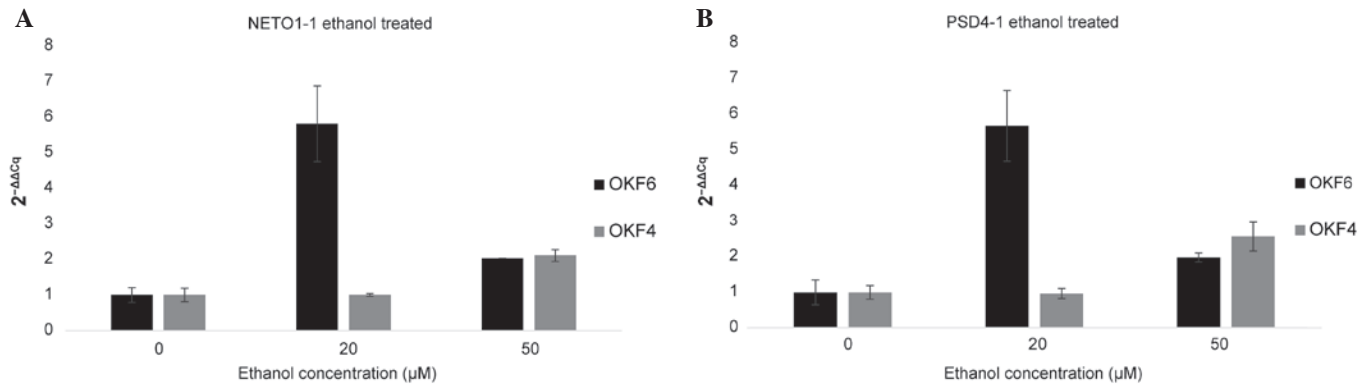 A
NETO1-1 ethanol treated
8
7
6
5
4
3
2
1
0
2-ΔΔCq
0
20
50
Ethanol concentration (µM)
OKF6
OKF4
B
PSD4-1 ethanol treated
8
7
6
5
4
3
2
1
0
2-ΔΔCq
0
20
50
Ethanol concentration (µM)
OKF6
OKF4